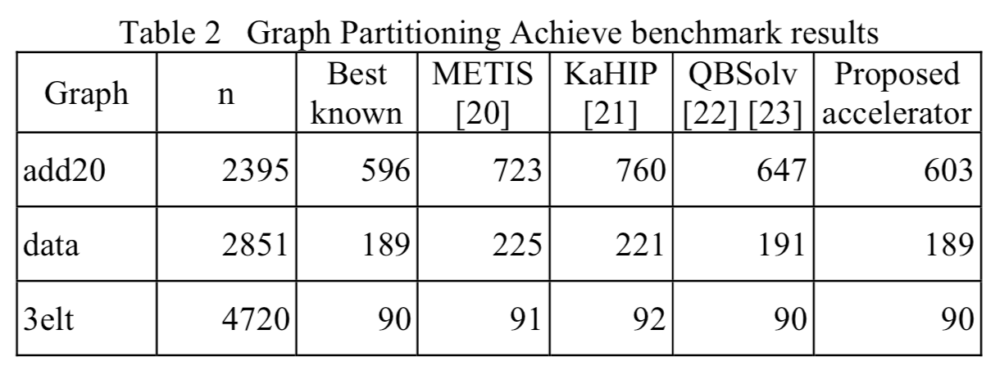 Table 2 Graph Partitioning Achieve benchmark results
Graph n Best known METIS [20] KaHIP [21] QBSolv [22] [23] Proposed accelerator
add20 2395 596 723 760 647 603
data 2851 189 225 221 191 189
3elt 4720 90 91 92 90 90